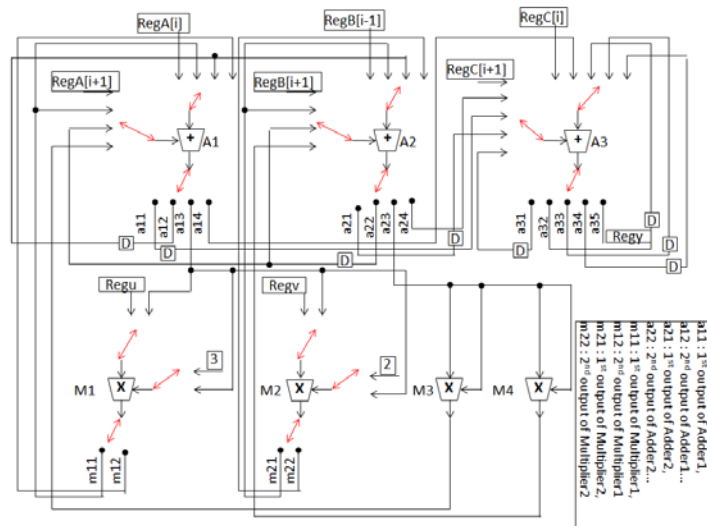 RegA[i]
RegB[i-1]
RegC[i]
RegA[i+1]
RegB[i+1]
RegC[i+1]
+
A1
+
A2
+
A3
a11
a12
a13
a14
a21
a22
a23
a24
a31
a32
a33
a34
a35
D
D
D
D
D
D
D
Regy
Regu
Regv
3
2
M1
X
M2
X
M3
X
M4
X
m11
m12
m21
m22
a11 : 1st output of Adder1,
a12 : 2nd output of Adder1...
a21 : 1st output of Adder2,
a22 : 2nd output of Adder2...
m11 : 1st output of Multiplier1,
m12 : 2nd output of Multiplier1
m21 : 1st output of Multiplier2,
m22 : 2nd output of Multiplier2